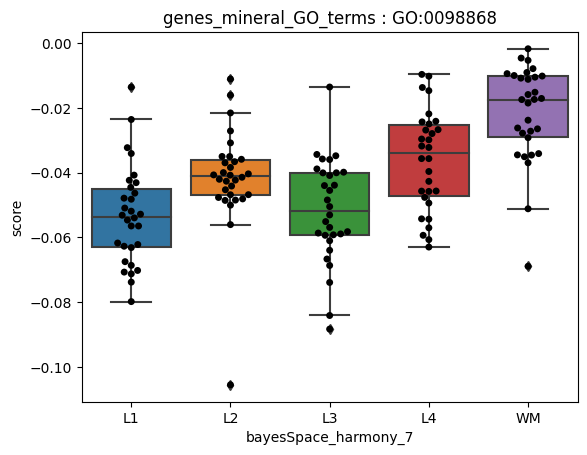 genes_mineral_GO_terms : GO:0098868
0.00
−0.02
−0.04
−0.06
−0.08
−0.10
score
L1 L2 L3 L4 WM
bayesSpace_harmony_7